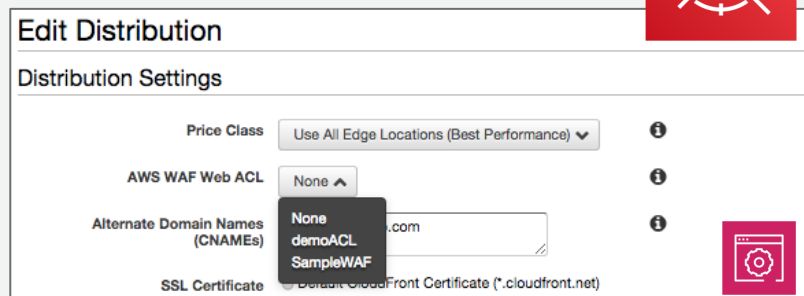 Edit Distribution
Distribution Settings
Price Class Use All Edge Locations (Best Performance)
AWS WAF Web ACL None
None
demoACL
SampleWAF
Alternate Domain Names
(CNAMEs)
.com
SSL Certificate Default CloudFront Certificate (*.cloudfront.net)